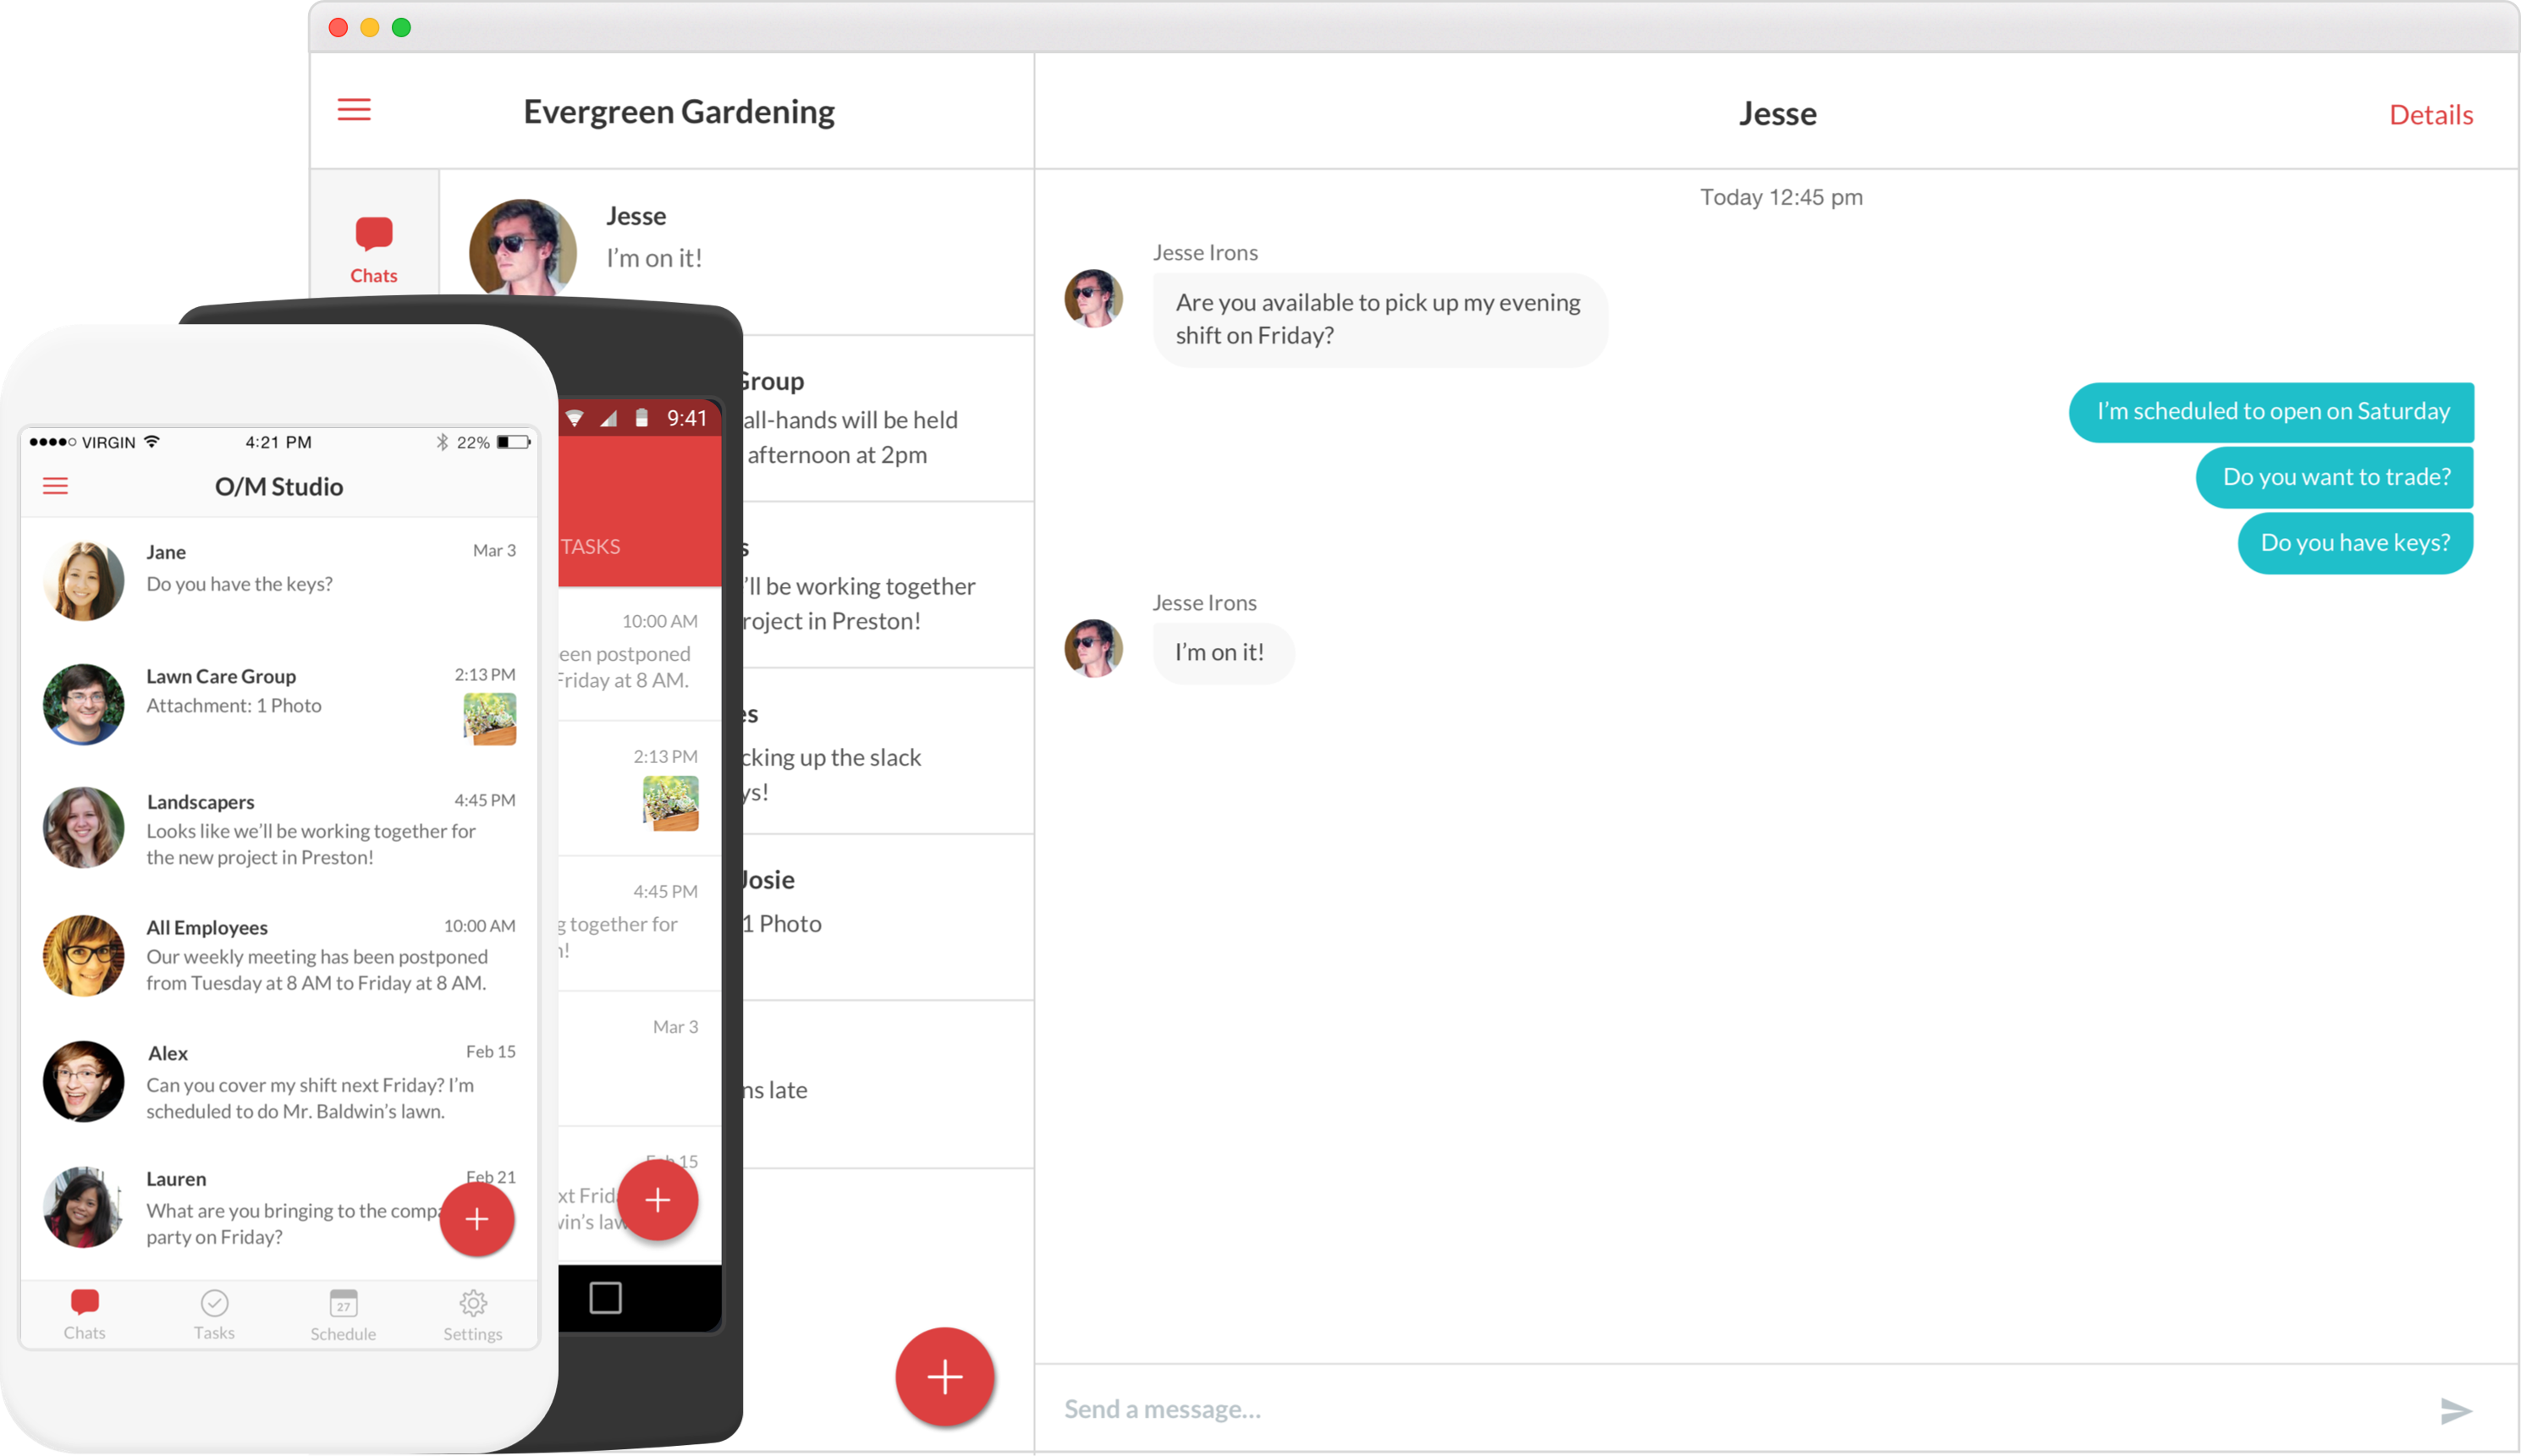 Evergreen Gardening
Jesse
Details
Chats
Jesse
I'm on it!
Group
all-hands will be held
afternoon at 2pm
'll be working together
roject in Preston!
cking up the slack
1 Photo
Josie
ns late
Today 12:45 pm
Jesse Irons
Are you available to pick up my evening
shift on Friday?
I'm scheduled to open on Saturday
Do you want to trade?
Do you have keys?
Jesse Irons
I'm on it!
Send a message...
9:41
TASKS
10:00 AM
een postponed
Friday at 8 AM.
2:13 PM
4:45 PM
g together for
Mar 3
Feb 15
xt Frid
vin's law
VIRGIN
4:21 PM
22%
O/M Studio
Jane
Mar 3
Do you have the keys?
Lawn Care Group
2:13 PM
Attachment: 1 Photo
Landscapers
4:45 PM
Looks like we'll be working together for
the new project in Preston!
All Employees
10:00 AM
Our weekly meeting has been postponed
from Tuesday at 8 AM to Friday at 8 AM.
Alex
Feb 15
Can you cover my shift next Friday? I'm
scheduled to do Mr. Baldwin's lawn.
Lauren
Feb 21
What are you bringing to the comp
party on Friday?
Chats
Tasks
27
Schedule
Settings